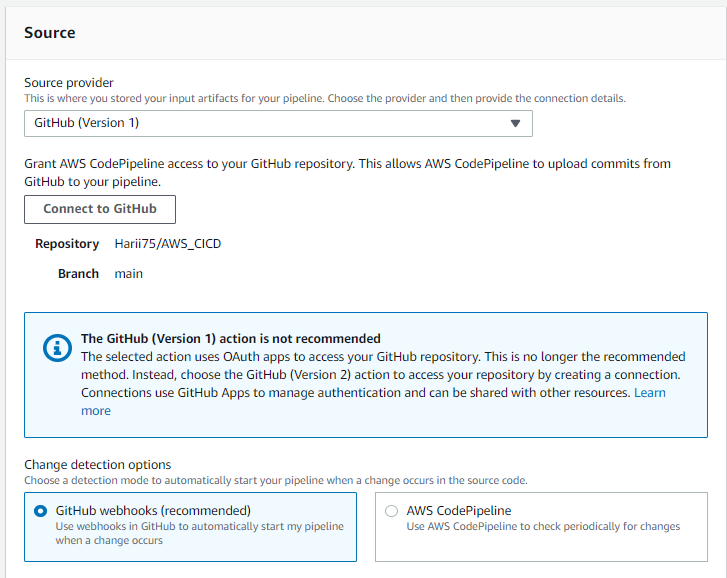 Source
Source provider
This is where you stored your input artifacts for your pipeline. Choose the provider and then provide the connection details.
GitHub (Version 1)
Grant AWS CodePipeline access to your GitHub repository. This allows AWS CodePipeline to upload commits from
GitHub to your pipeline.
Connect to GitHub
Repository Harii75/AWS_CICD
Branch main
The GitHub (Version 1) action is not recommended
The selected action uses OAuth apps to access your GitHub repository. This is no longer the recommended
method. Instead, choose the GitHub (Version 2) action to access your repository by creating a connection.
Connections use GitHub Apps to manage authentication and can be shared with other resources. Learn
more
Change detection options
Choose a detection mode to automatically start your pipeline when a change occurs in the source code.
GitHub webhooks (recommended)
Use webhooks in GitHub to automatically start my pipeline
when a change occurs
AWS CodePipeline
Use AWS CodePipeline to check periodically for changes